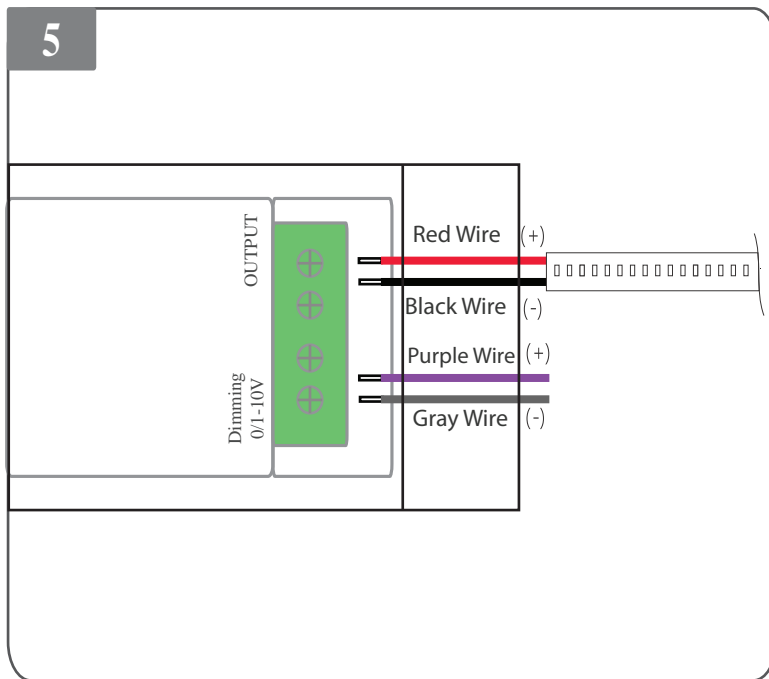 5
OUTPUT
Red Wire (+)
Black Wire (-)
Dimming
0/1-10V
Purple Wire (+)
Gray Wire (-)